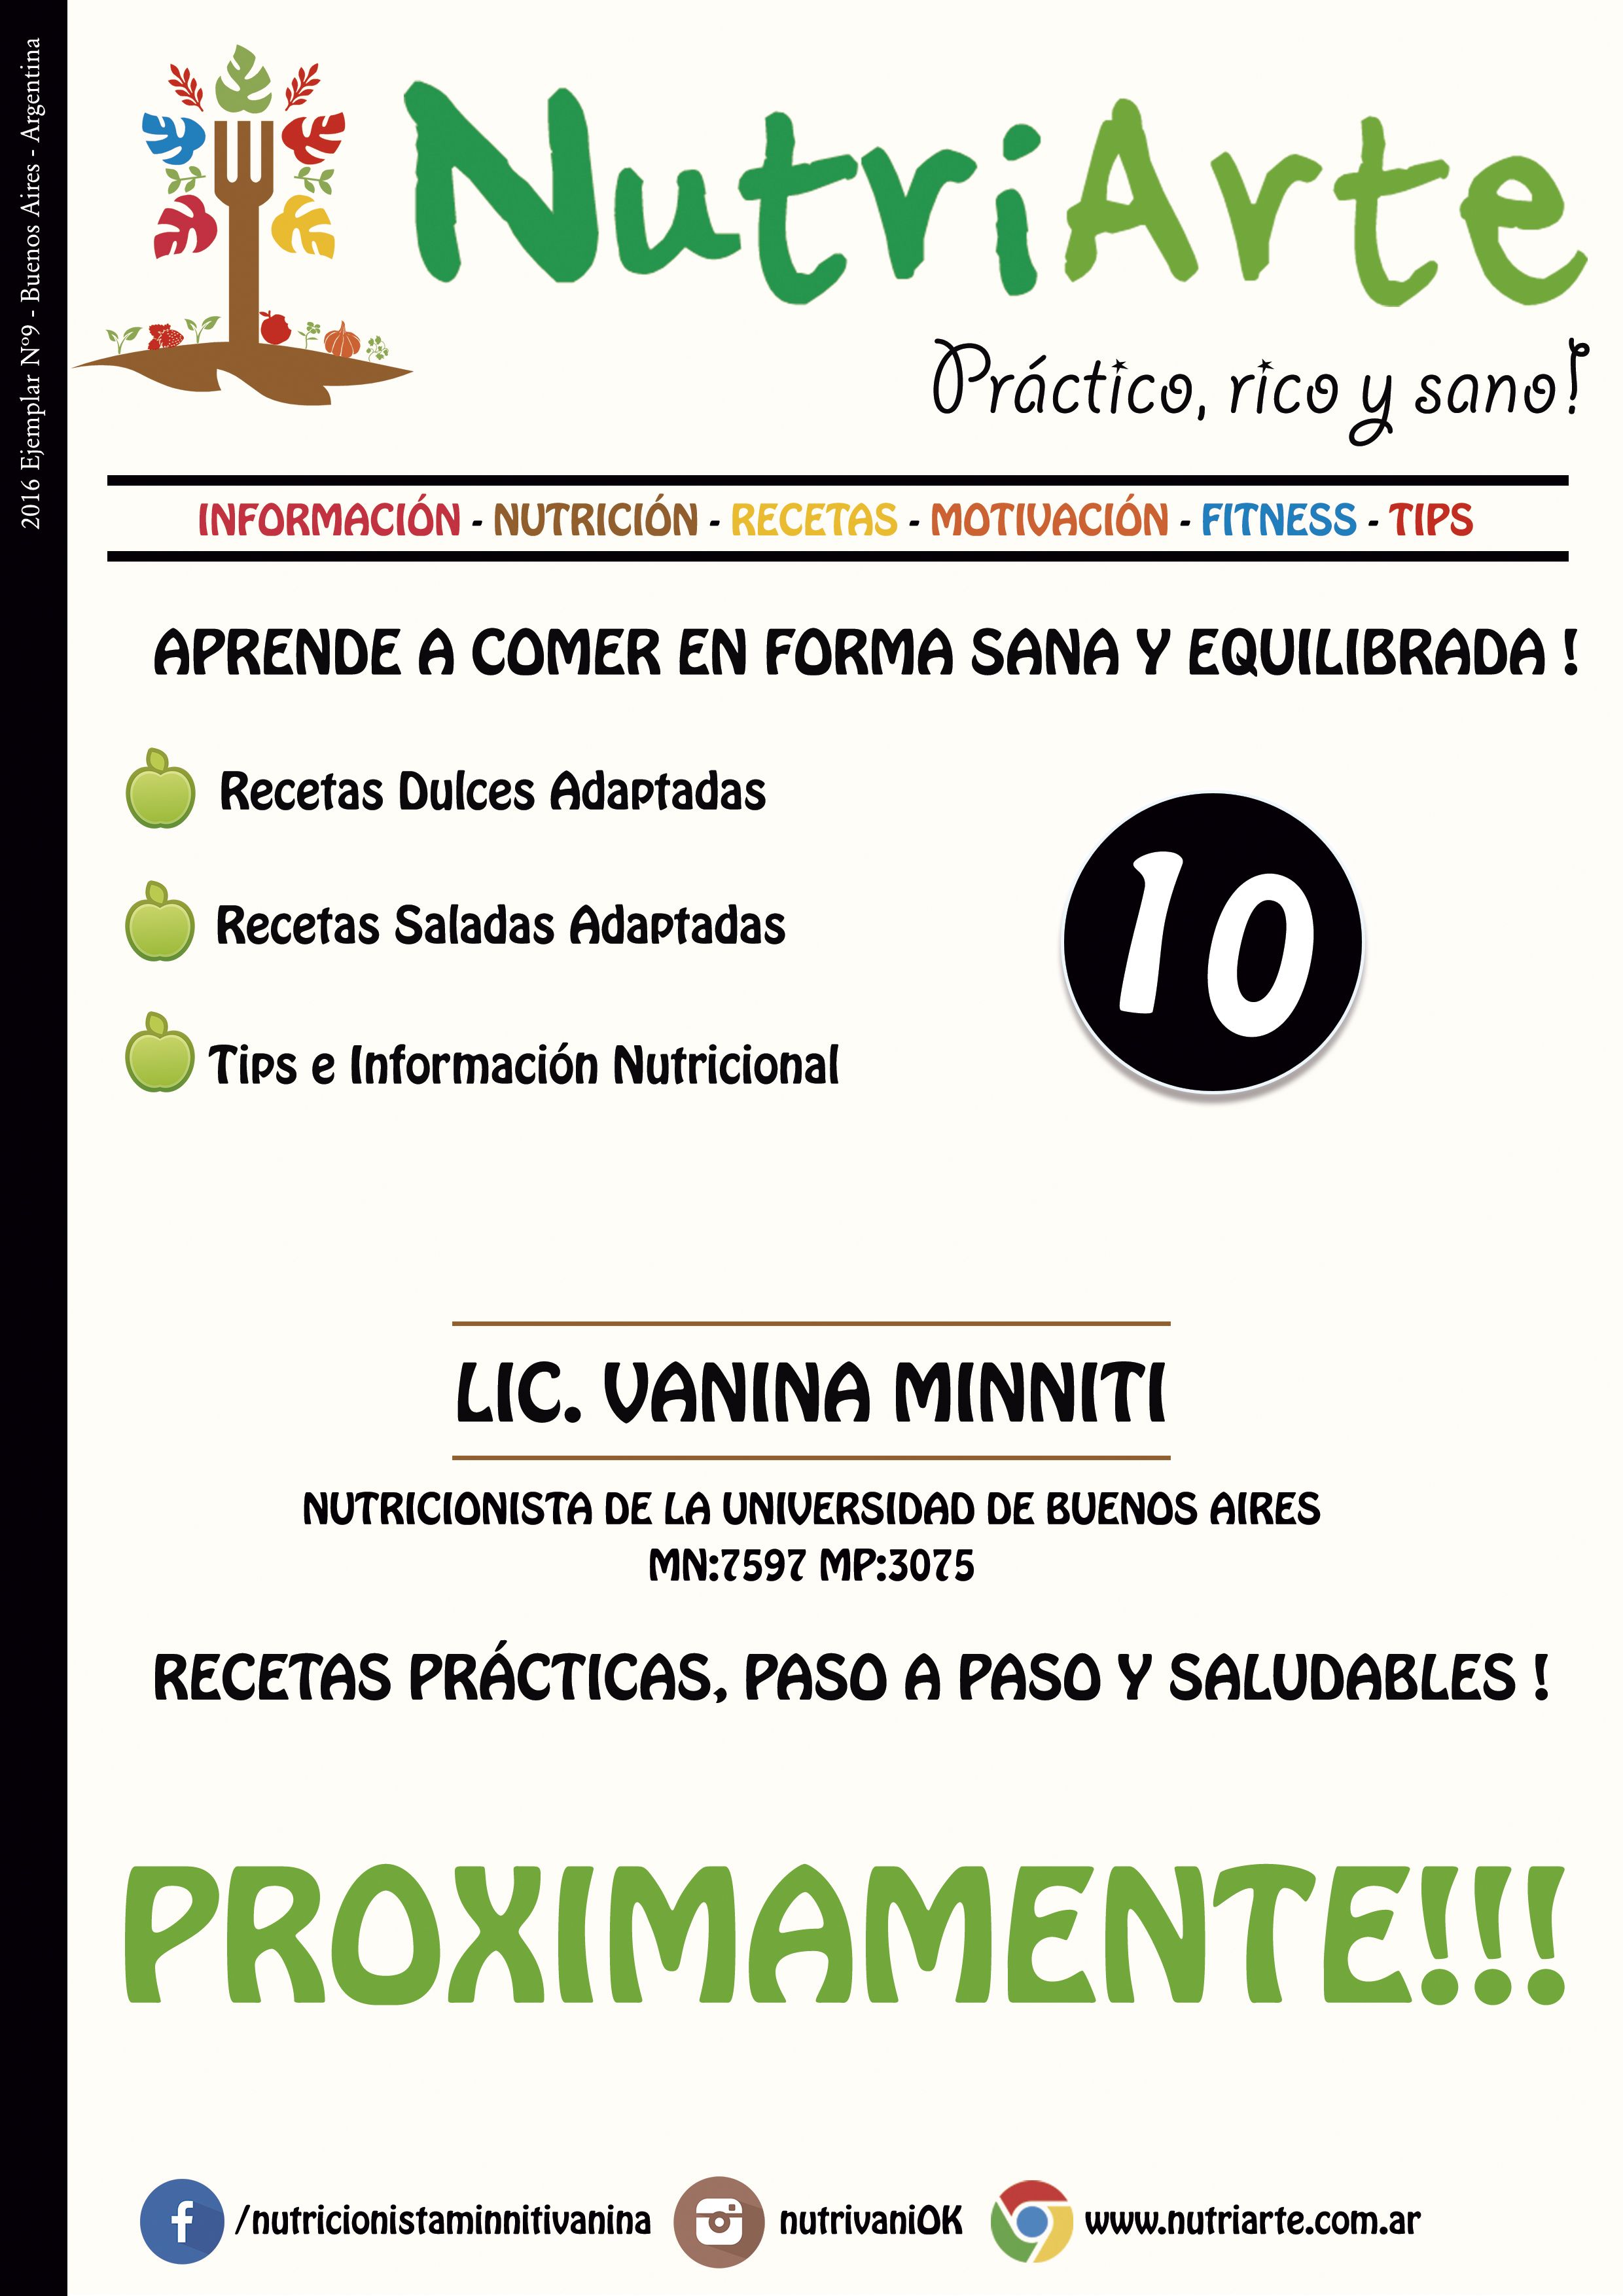 2016 Ejemplar Nº9 - Buenos Aires - Argentina
NutriArte
Práctico, rico y sano!
INFORMACIÓN - NUTRICIÓN - RECETAS - MOTIVACIÓN - FITNESS - TIPS
APRENDE A COMER EN FORMA SANA Y EQUILIBRADA !
Recetas Dulces Adaptadas
Recetas Saladas Adaptadas
Tips e Información Nutricional
10
LIC. VANINA MINNITI
NUTRICIONISTA DE LA UNIVERSIDAD DE BUENOS AIRES
MN:7597 MP:3075
RECETAS PRÁCTICAS, PASO A PASO Y SALUDABLES !
PROXIMAMENTE!!!
/nutricionistaminnitivanina nutrivaniOK www.nutriarte.com.ar